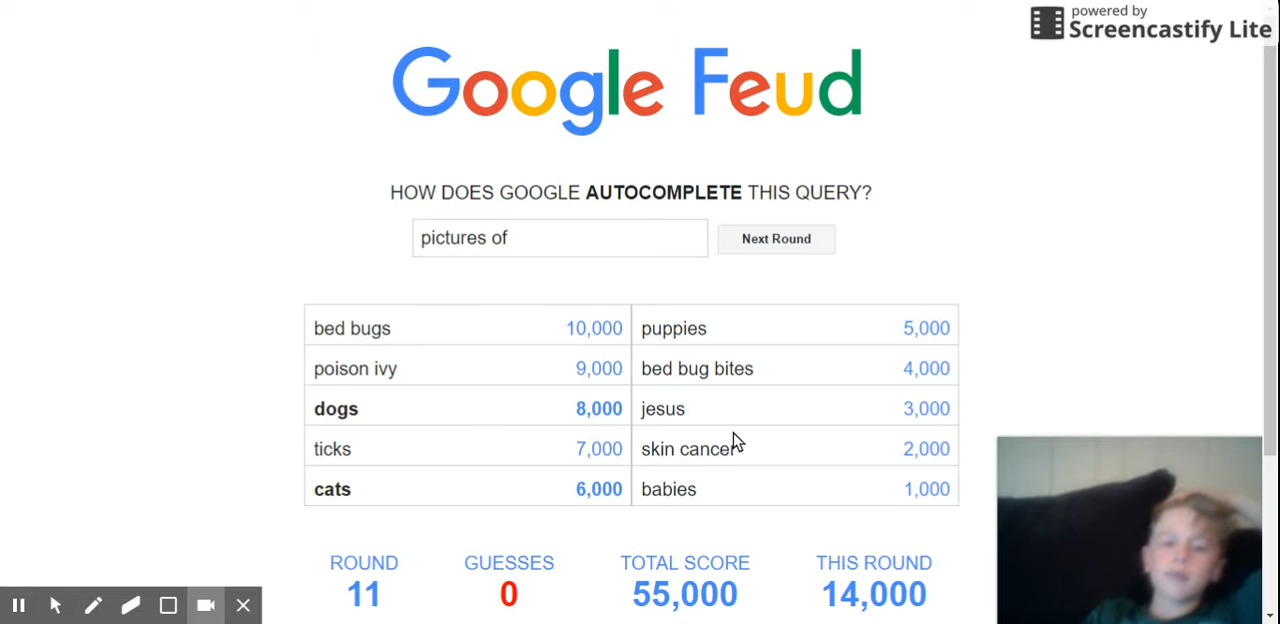 powered by
Screencastify Lite
Google Feud
HOW DOES GOOGLE AUTOCOMPLETE THIS QUERY?
pictures of
Next Round
bed bugs 10,000 puppies 5,000
poison ivy 9,000 bed bug bites 4,000
dogs 8,000 jesus 3,000
ticks 7,000 skin cancer 2,000
cats 6,000 babies 1,000
ROUND GUESSES TOTAL SCORE THIS ROUND
11 0 55,000 14,000